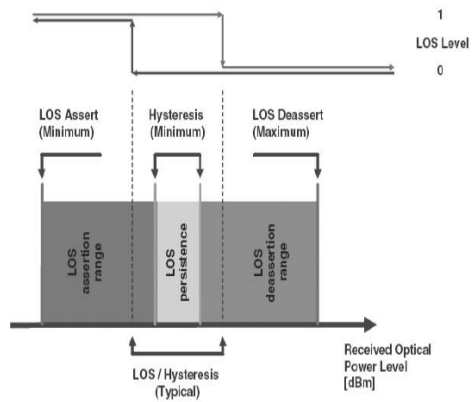 1
LOS Level
0
LOS Assert
(Minimum)
Hysteresis
(Minimum)
LOS Deassert
(Maximum)
LOS
assertion
range
LOS
persistence
LOS
deassertion
range
Received Optical
Power Level
[dBm]
LOS / Hysteresis
(Typical)